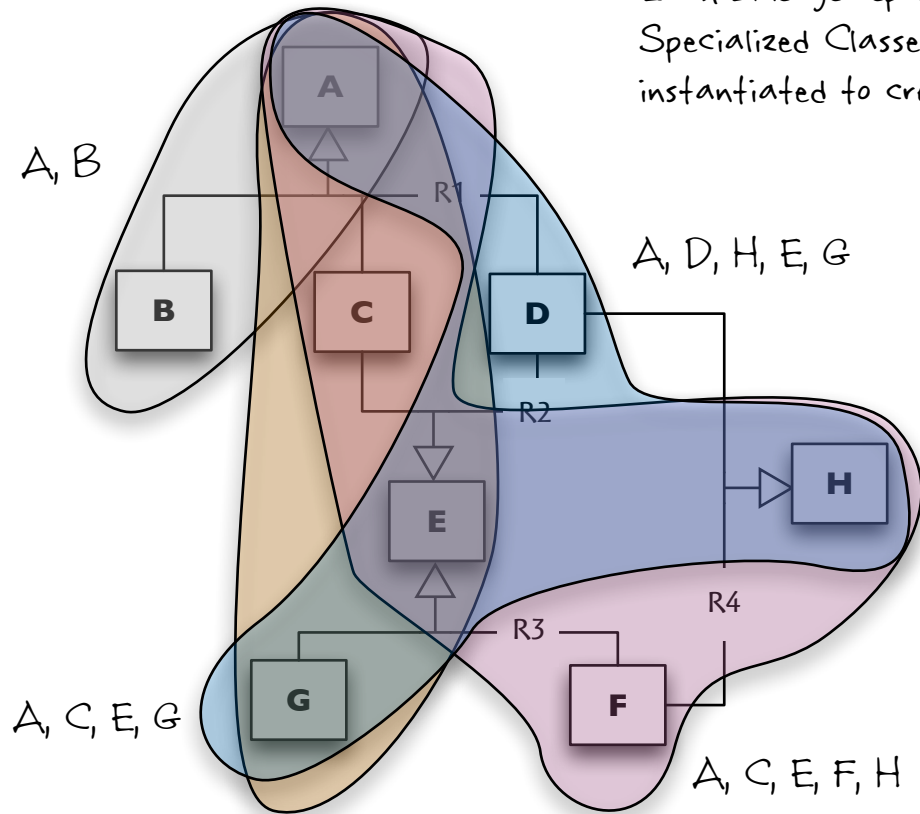 Specialized Classe
instantiated to cr
A
A, B
R1
A, D, H, E, G
B
C
D
R2
H
E
R4
R3
G
F
A, C, E, G
A, C, E, F, H